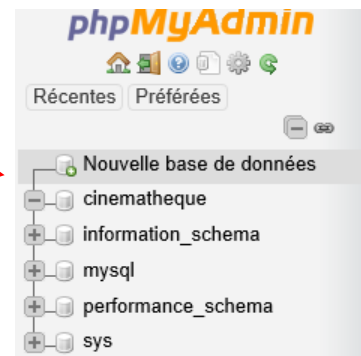 phpMyAdmin
Récentes Préférées
Nouvelle base de données
cinematheque
information_schema
mysql
performance_schema
sys